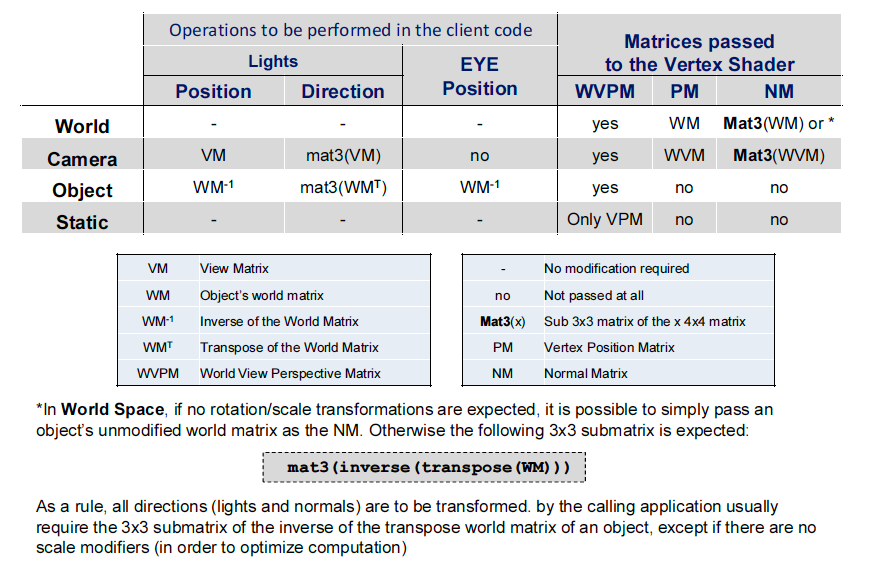 Operations to be performed in the client code
Matrices passed
to the Vertex Shader
Lights
EYE
Position
Position Direction WVPM PM NM
World - - - yes WM Mat3(WM) or *
Camera VM mat3(VM) no yes WVM Mat3(WVM)
Object WM-1 mat3(WMT) WM-1 yes no no
Static - - - Only VPM no no
VM View Matrix
WM Object's world matrix
WM-1 Inverse of the World Matrix
WMT Transpose of the World Matrix
WVPM World View Perspective Matrix
- No modification required
no Not passed at all
Mat3(x) Sub 3x3 matrix of the x 4x4 matrix
PM Vertex Position Matrix
NM Normal Matrix
*In World Space, if no rotation/scale transformations are expected, it is possible to simply pass an
object's unmodified world matrix as the NM. Otherwise the following 3x3 submatrix is expected:
mat3(inverse(transpose(WM)))
As a rule, all directions (lights and normals) are to be transformed. by the calling application usually
require the 3x3 submatrix of the inverse of the transpose world matrix of an object, except if there are no
scale modifiers (in order to optimize computation)